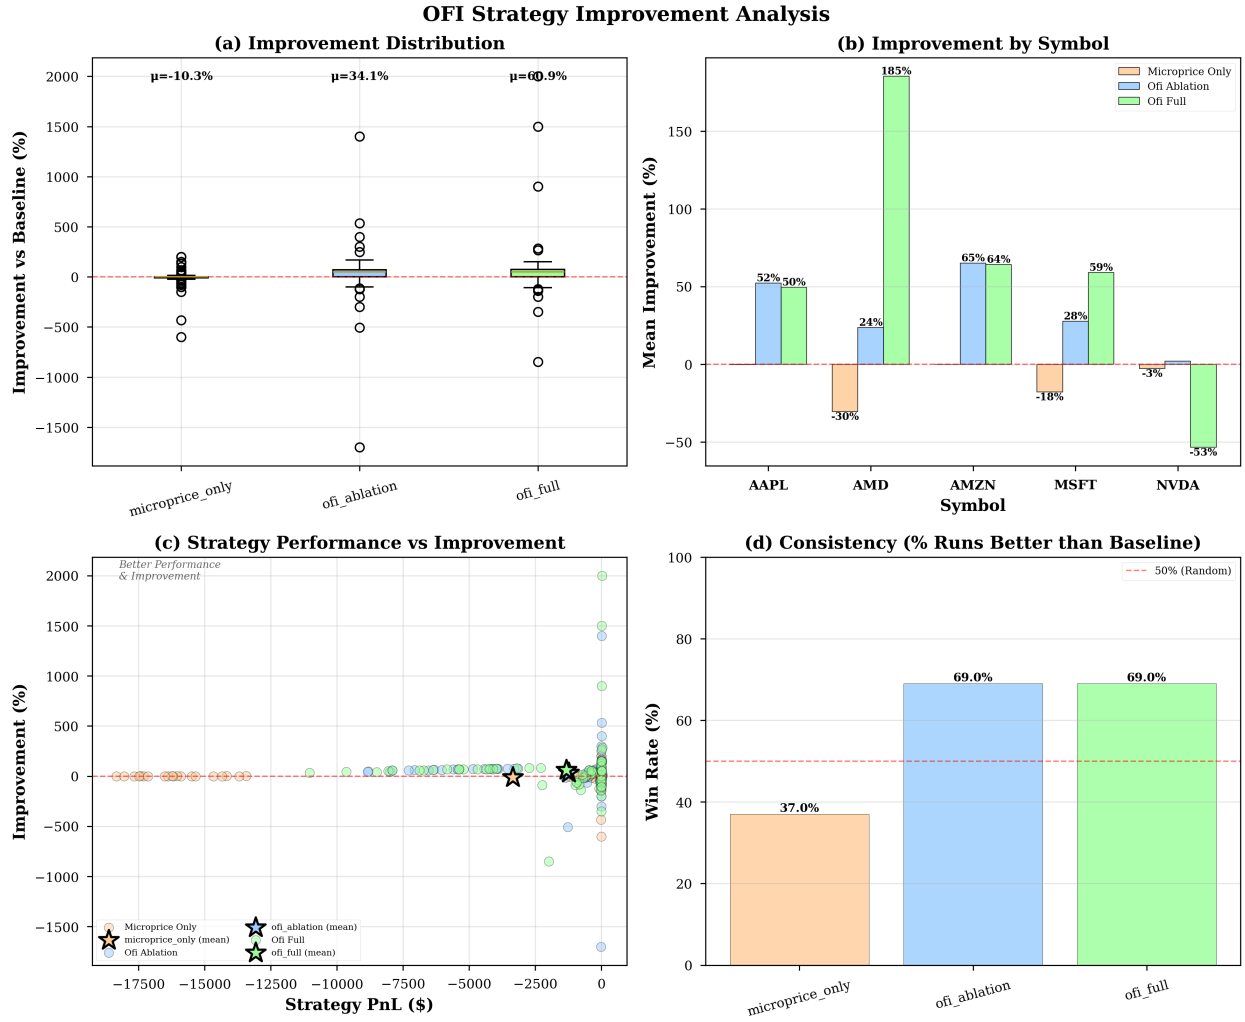 OFI Strategy Improvement Analysis
(a) Improvement Distribution
Improvement vs Baseline (%)
2000
1500
1000
500
0
−500
−1000
−1500
μ=-10.3%
μ=34.1%
μ=60.9%
microprice_only
ofi_ablation
ofi_full
(b) Improvement by Symbol
Mean Improvement (%)
150
100
50
0
−50
Microprice Only
Ofi Ablation
Ofi Full
52%
50%
-30%
24%
185%
65%
64%
-18%
28%
59%
-3%
-53%
AAPL
AMD
AMZN
MSFT
NVDA
Symbol
(c) Strategy Performance vs Improvement
Improvement (%)
2000
1500
1000
500
0
−500
−1000
−1500
Better Performance
& Improvement
Microprice Only
microprice_only (mean)
Ofi Ablation
ofi_ablation (mean)
Ofi Full
ofi_full (mean)
−17500
−15000
−12500
−10000
−7500
−5000
−2500
0
Strategy PnL ($)
(d) Consistency (% Runs Better than Baseline)
Win Rate (%)
100
80
60
40
20
0
50% (Random)
37.0%
69.0%
69.0%
microprice_only
ofi_ablation
ofi_full